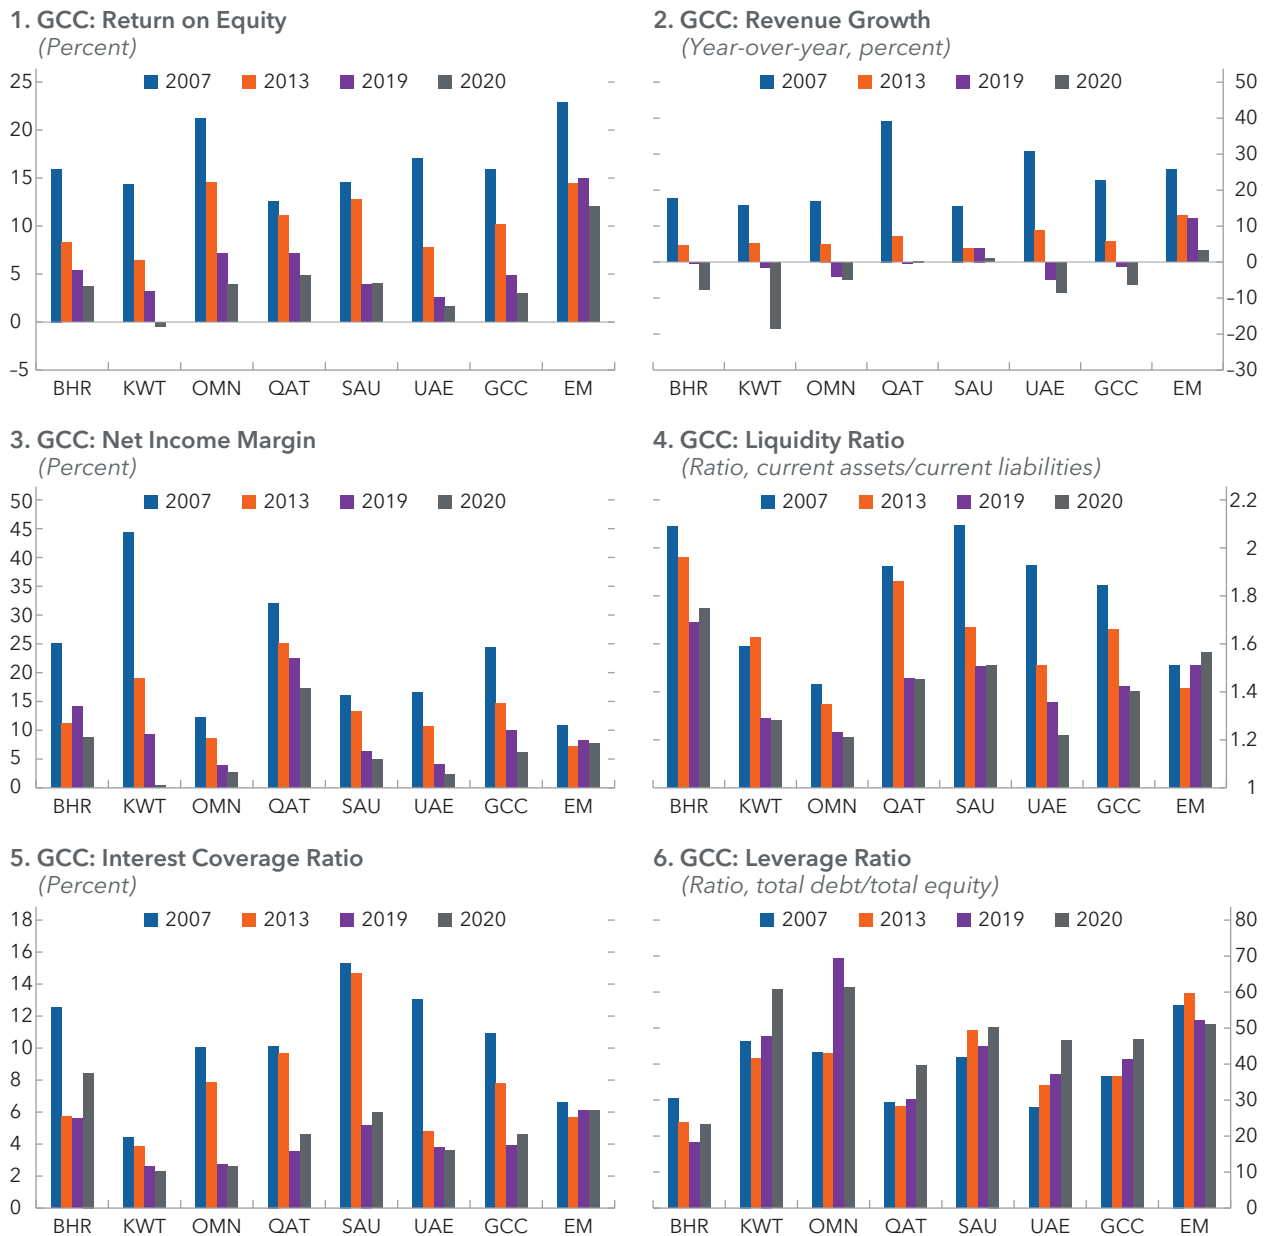 1. GCC: Return on Equity
(Percent)
2007 2013 2019 2020
25
20
15
10
5
0
–5
BHR KWT OMN QAT SAU UAE GCC EM
2. GCC: Revenue Growth
(Year-over-year, percent)
2007 2013 2019 2020
50
40
30
20
10
0
–10
–20
–30
BHR KWT OMN QAT SAU UAE GCC EM
3. GCC: Net Income Margin
(Percent)
2007 2013 2019 2020
50
45
40
35
30
25
20
15
10
5
0
BHR KWT OMN QAT SAU UAE GCC EM
4. GCC: Liquidity Ratio
(Ratio, current assets/current liabilities)
2007 2013 2019 2020
2.2
2
1.8
1.6
1.4
1.2
1
BHR KWT OMN QAT SAU UAE GCC EM
5. GCC: Interest Coverage Ratio
(Percent)
2007 2013 2019 2020
18
16
14
12
10
8
6
4
2
0
BHR KWT OMN QAT SAU UAE GCC EM
6. GCC: Leverage Ratio
(Ratio, total debt/total equity)
2007 2013 2019 2020
80
70
60
50
40
30
20
10
0
BHR KWT OMN QAT SAU UAE GCC EM